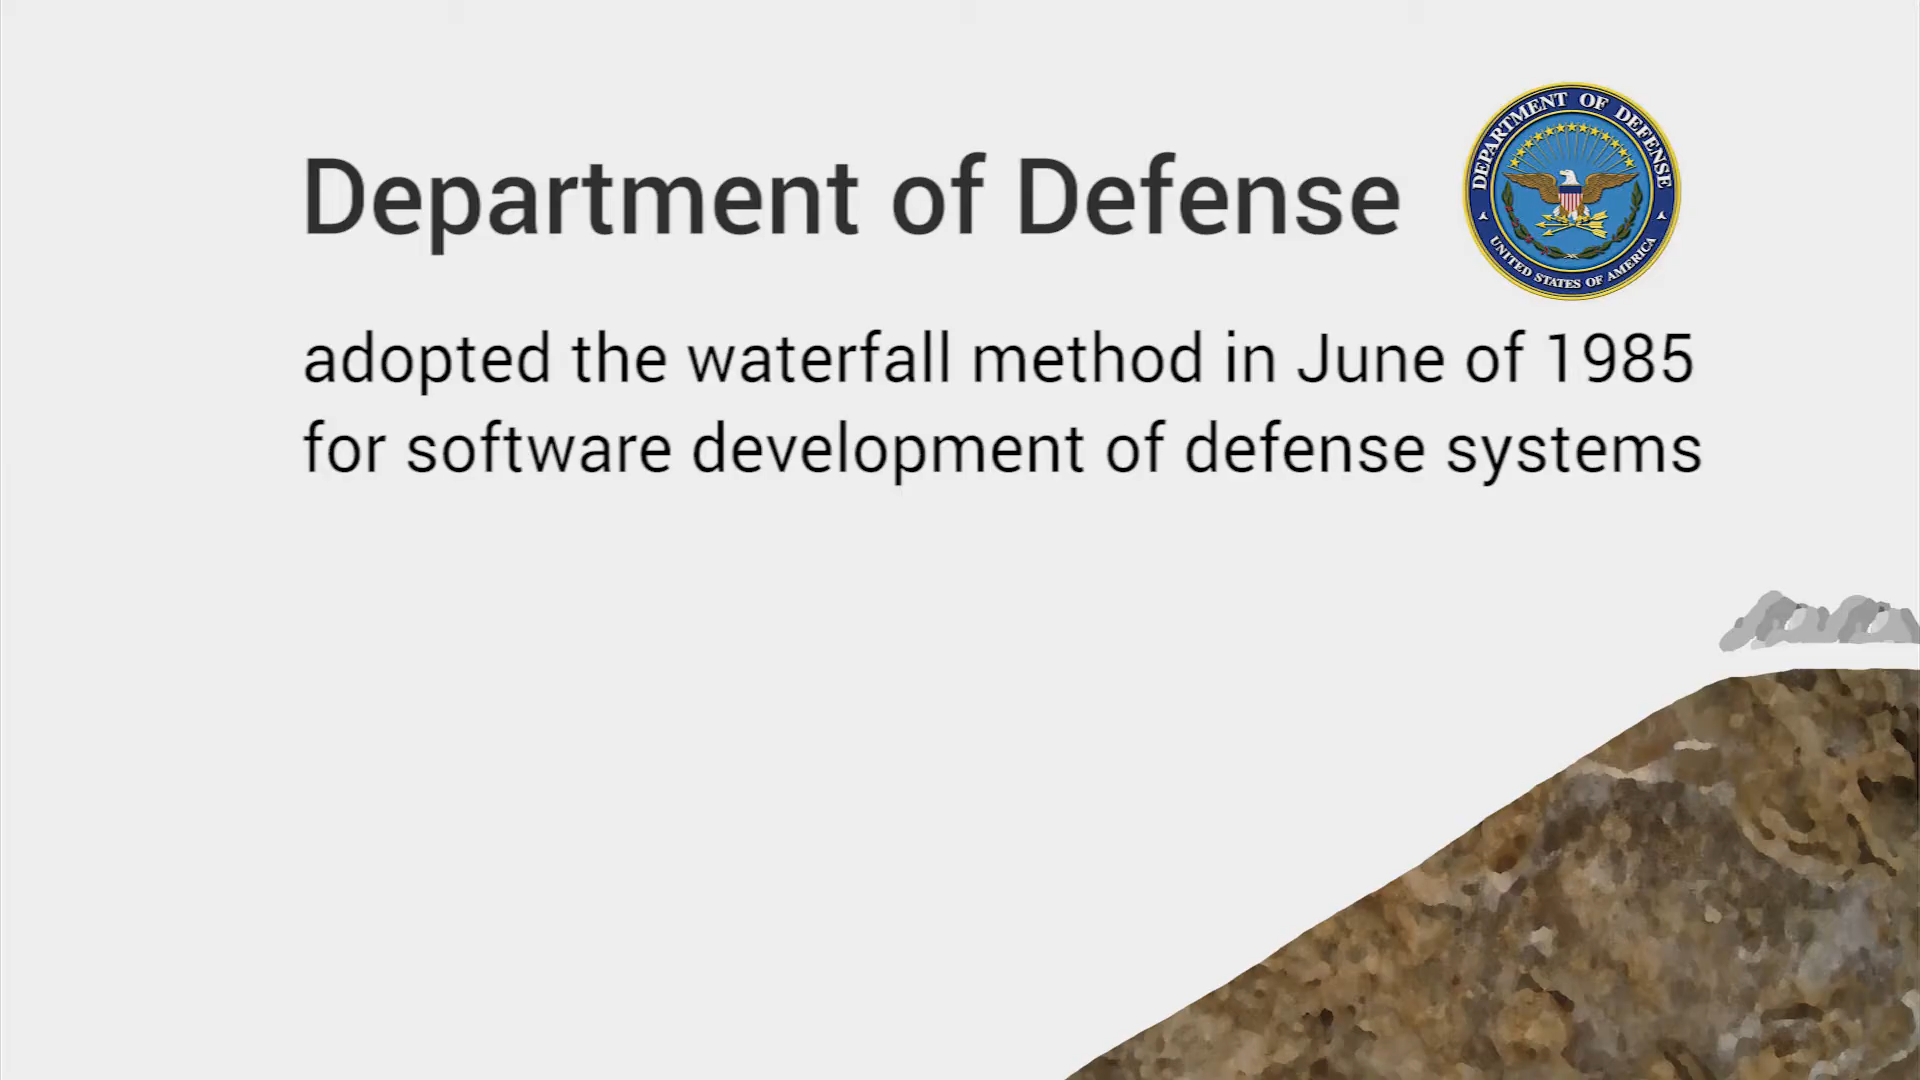 Department of Defense
DEPARTMENT OF DEFENSE
UNITED STATES OF AMERICA
adopted the waterfall method in June of 1985
for software development of defense systems